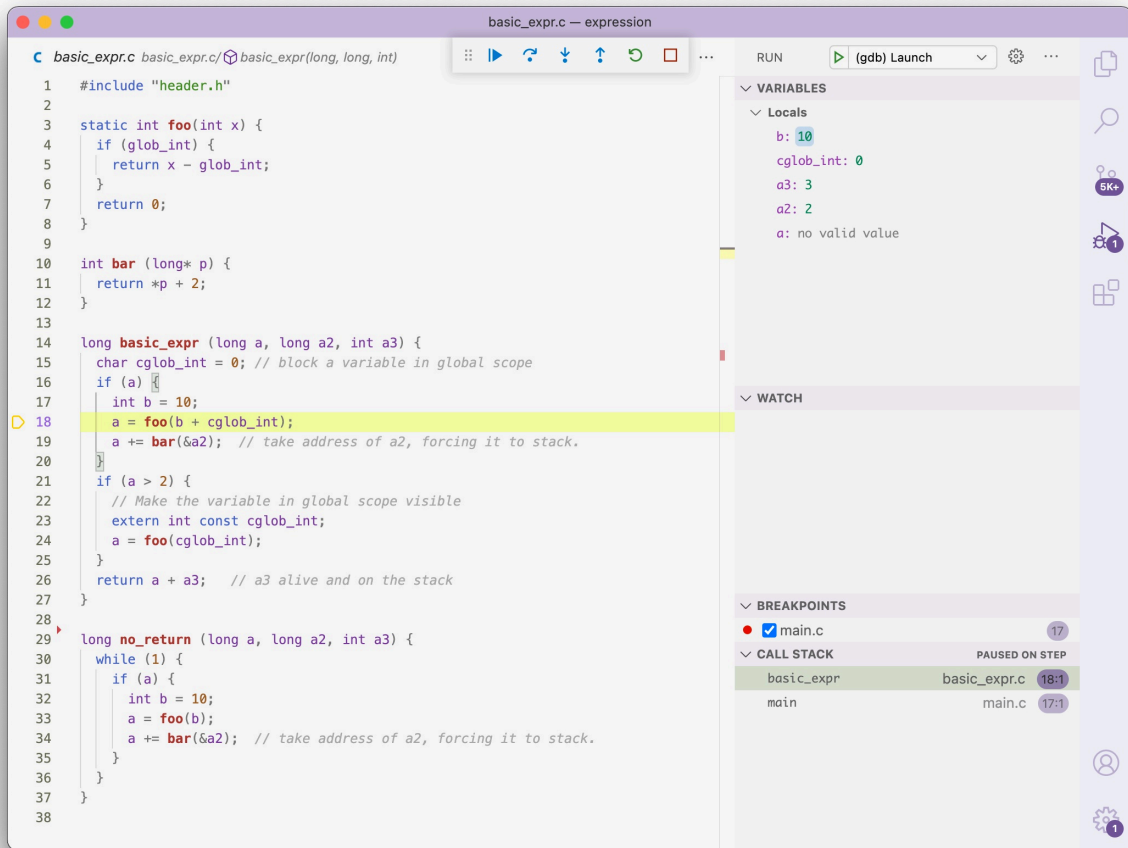 basic_expr.c — expression
C basic_expr.c basic_expr.c/ basic_expr(long, long, int)
1 #include "header.h"
2
3 static int foo(int x) {
4 if (glob_int) {
5 return x - glob_int;
6 }
7 return 0;
8 }
9
10 int bar (long* p) {
11 return *p + 2;
12 }
13
14 long basic_expr (long a, long a2, int a3) {
15 char cglob_int = 0; // block a variable in global scope
16 if (a) {
17 int b = 10;
18 a = foo(b + cglob_int);
19 a += bar(&a2); // take address of a2, forcing it to stack.
20 }
21 if (a > 2) {
22 // Make the variable in global scope visible
23 extern int const cglob_int;
24 a = foo(cglob_int);
25 }
26 return a + a3; // a3 alive and on the stack
27 }
28
29 long no_return (long a, long a2, int a3) {
30 while (1) {
31 if (a) {
32 int b = 10;
33 a = foo(b);
34 a += bar(&a2); // take address of a2, forcing it to stack.
35 }
36 }
37 }
38
RUN (gdb) Launch
VARIABLES
Locals
b: 10
cglob_int: 0
a3: 3
a2: 2
a: no valid value
WATCH
BREAKPOINTS
main.c 17
CALL STACK PAUSED ON STEP
basic_expr basic_expr.c 18:1
main main.c 17:1
5K+
1
1